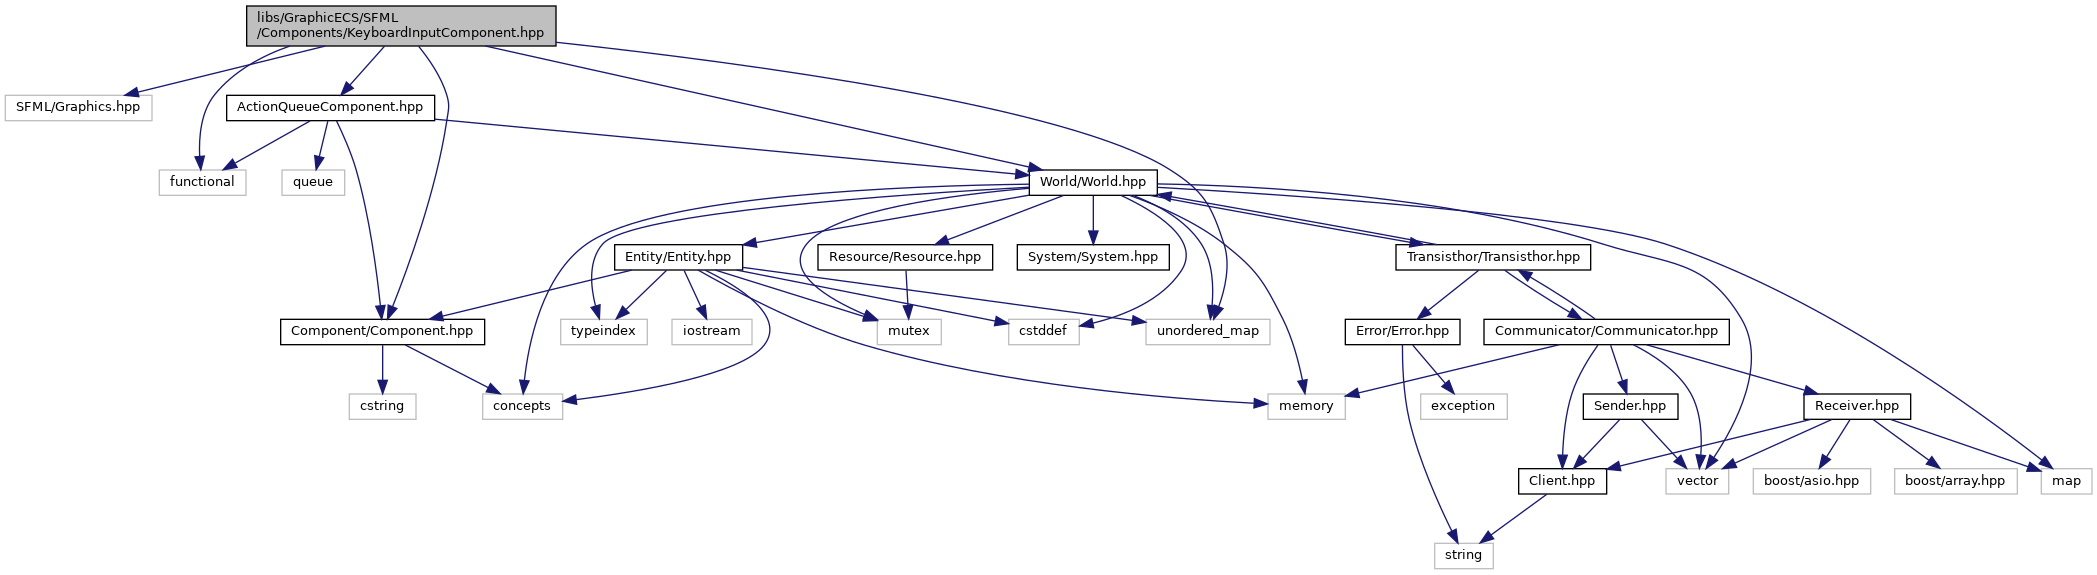 libs/GraphicECS/SFML
/Components/KeyboardInputComponent.hpp
SFML/Graphics.hpp
ActionQueueComponent.hpp
functional
queue
World/World.hpp
Entity/Entity.hpp
Resource/Resource.hpp
System/System.hpp
Transisthor/Transisthor.hpp
Component/Component.hpp
typeindex
iostream
mutex
cstddef
unordered_map
Error/Error.hpp
Communicator/Communicator.hpp
cstring
concepts
memory
exception
Sender.hpp
Receiver.hpp
Client.hpp
vector
boost/asio.hpp
boost/array.hpp
map
string